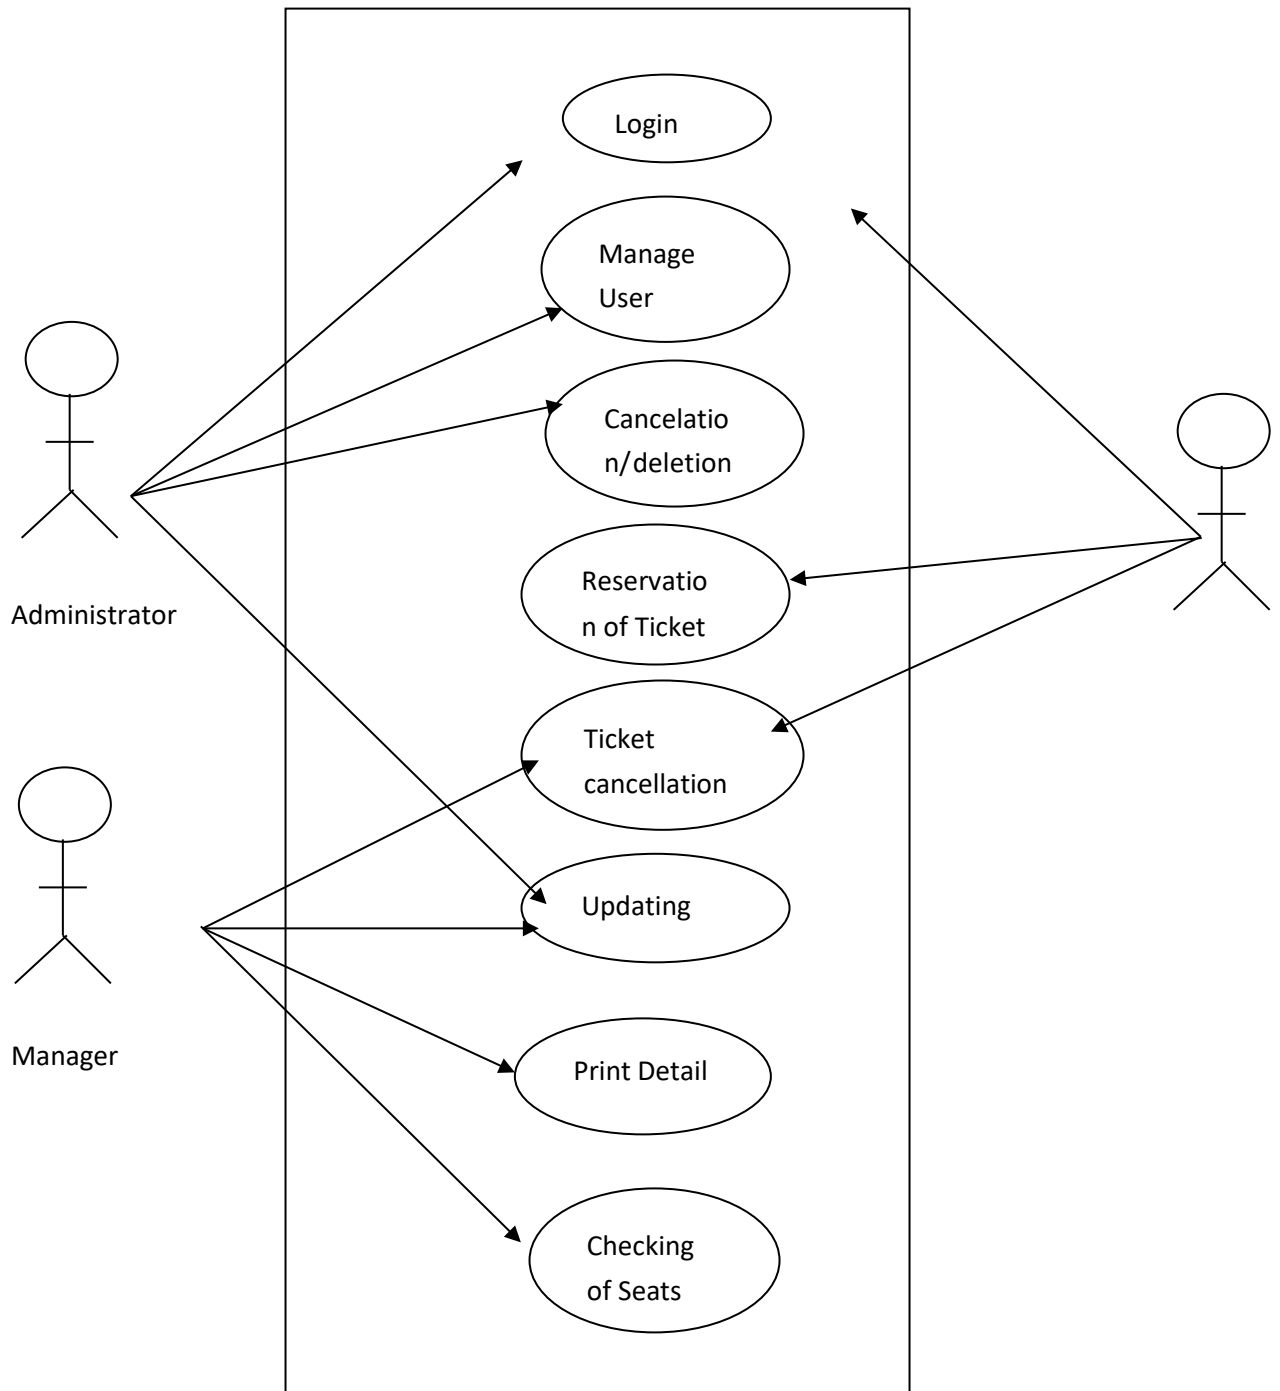 Login
Manage
User
Cancelatio
n/deletion
Reservatio
n of Ticket
Administrator
Ticket
cancellation
Updating
Manager
Print Detail
Checking
of Seats